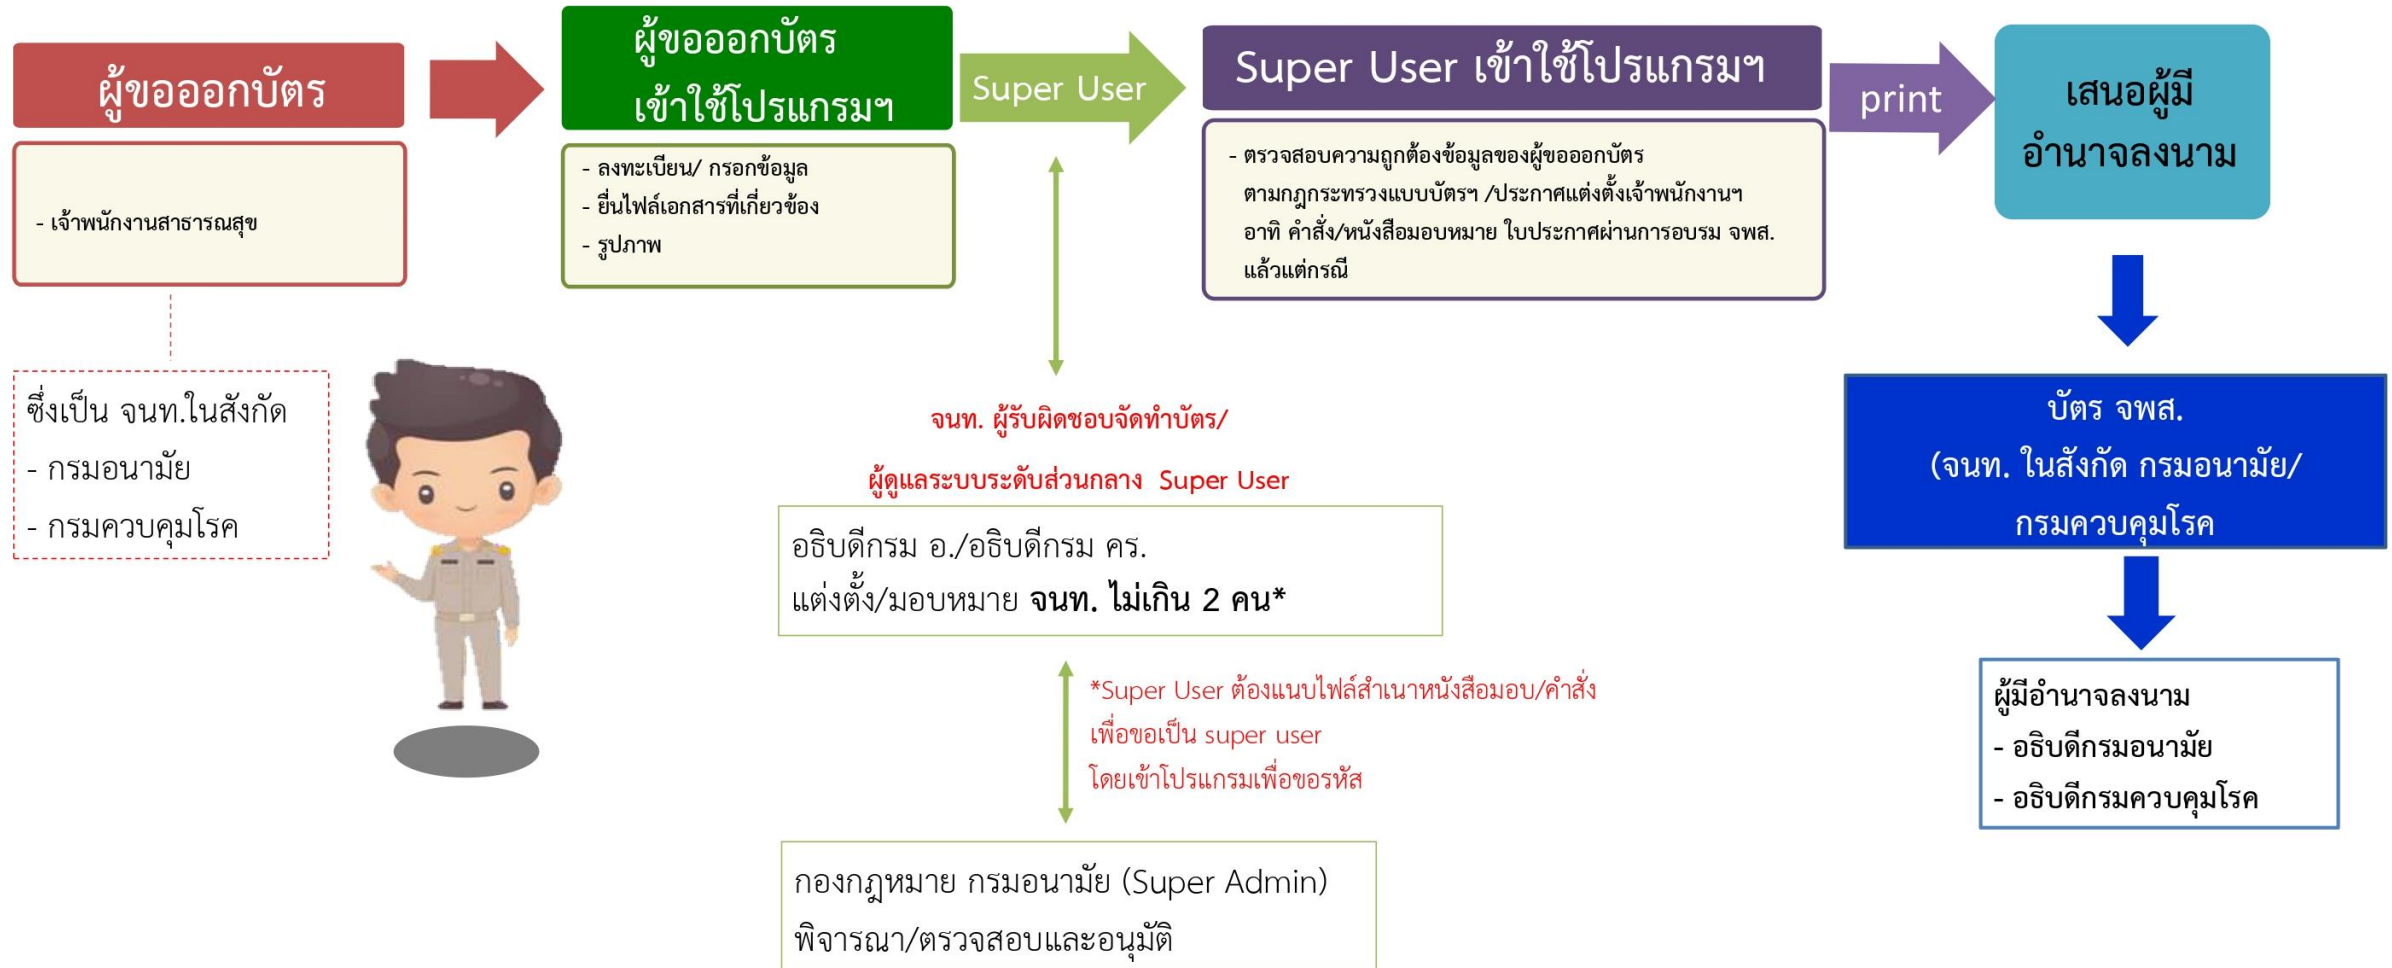 ผู้ขอออกบัตร
- เจ้าพนักงานสาธารณสุข
ซึ่งเป็น จนท.ในสังกัด
- กรมอนามัย
- กรมควบคุมโรค
ผู้ขอออกบัตร
เข้าใช้โปรแกรมฯ
- ลงทะเบียน/ กรอกข้อมูล
- ยื่นไฟล์เอกสารที่เกี่ยวข้อง
- รูปภาพ
Super User
จนท. ผู้รับผิดชอบจัดทำบัตร/
ผู้ดูแลระบบระดับส่วนกลาง Super User
อธิบดีกรม อ./อธิบดีกรม คร.
แต่งตั้ง/มอบหมาย จนท. ไม่เกิน 2 คน*
*Super User ต้องแนบไฟล์สำเนาหนังสือมอบ/คำสั่ง
เพื่อขอเป็น super user
โดยเข้าโปรแกรมเพื่อขอรหัส
กองกฎหมาย กรมอนามัย (Super Admin)
พิจารณา/ตรวจสอบและอนุมัติ
Super User เข้าใช้โปรแกรมฯ
- ตรวจสอบความถูกต้องข้อมูลของผู้ขอออกบัตร
ตามกฎกระทรวงแบบบัตรฯ /ประกาศแต่งตั้งเจ้าพนักงานฯ
อาทิ คำสั่ง/หนังสือมอบหมาย ใบประกาศผ่านการอบรม จพส.
แล้วแต่กรณี
print
เสนอผู้มี
อำนาจลงนาม
บัตร จพส.
(จนท. ในสังกัด กรมอนามัย/
กรมควบคุมโรค
ผู้มีอำนาจลงนาม
- อธิบดีกรมอนามัย
- อธิบดีกรมควบคุมโรค